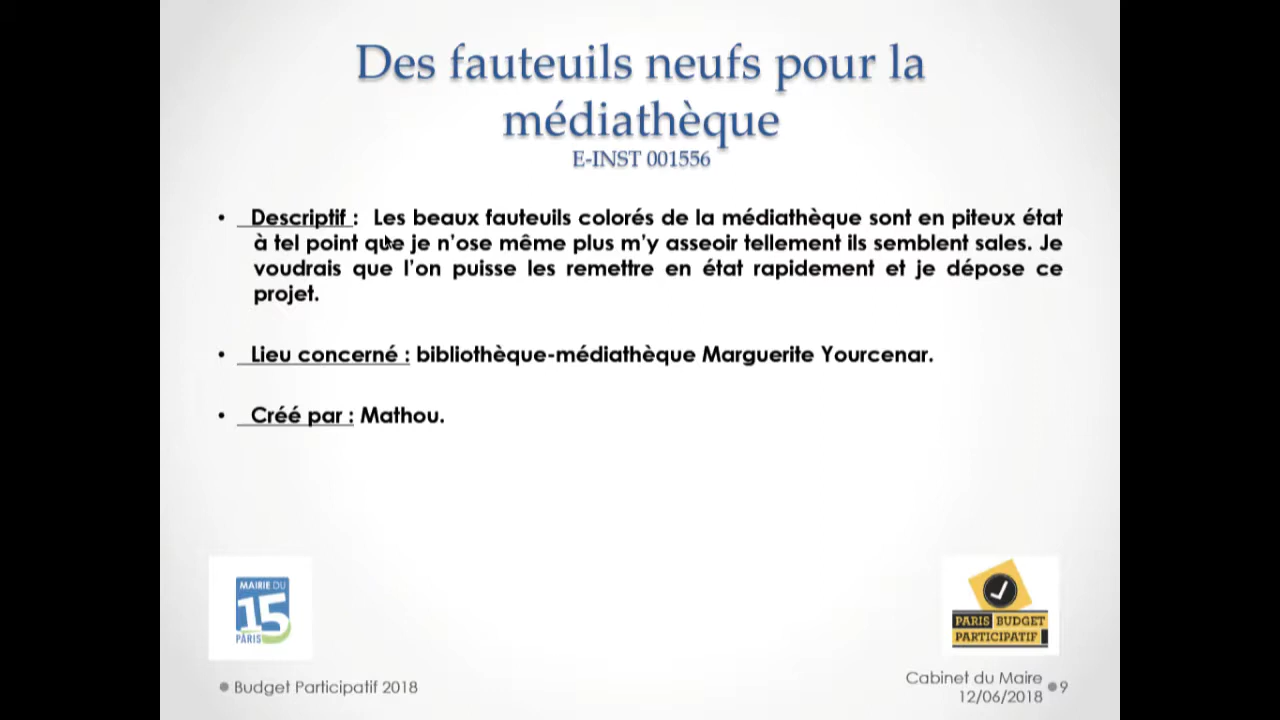 Des fauteuils neufs pour la
médiathèque
E-INST 001556
• Descriptif : Les beaux fauteuils colorés de la médiathèque sont en piteux état
à tel point que je n'ose même plus m'y asseoir tellement ils semblent sales. Je
voudrais que l'on puisse les remettre en état rapidement et je dépose ce
projet.
• Lieu concerné : bibliothèque-médiathèque Marguerite Yourcenar.
• Créé par : Mathou.
MAIRIE DU
15
PARIS
PARIS BUDGET
PARTICIPATIF
Budget Participatif 2018
Cabinet du Maire
12/06/2018
9